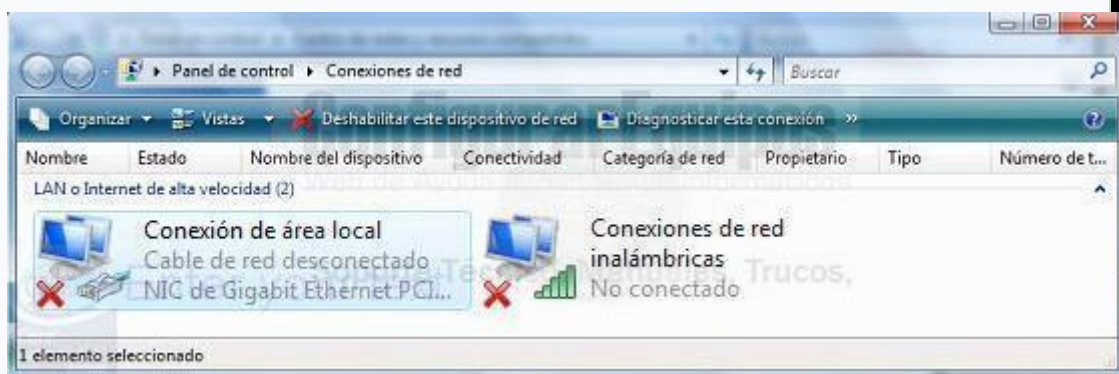 Panel de control ▸ Conexiones de red
Buscar
Organizar Vistas Deshabilitar este dispositivo de red Diagnosticar esta conexión »
Nombre Estado Nombre del dispositivo Conectividad Categoría de red Propietario Tipo Número de t...
LAN o Internet de alta velocidad (2)
Conexión de área local
Cable de red desconectado
NIC de Gigabit Ethernet PCI...
Conexiones de red
inalámbricas
No conectado
Configurar Equipos
Trucos,
1 elemento seleccionado